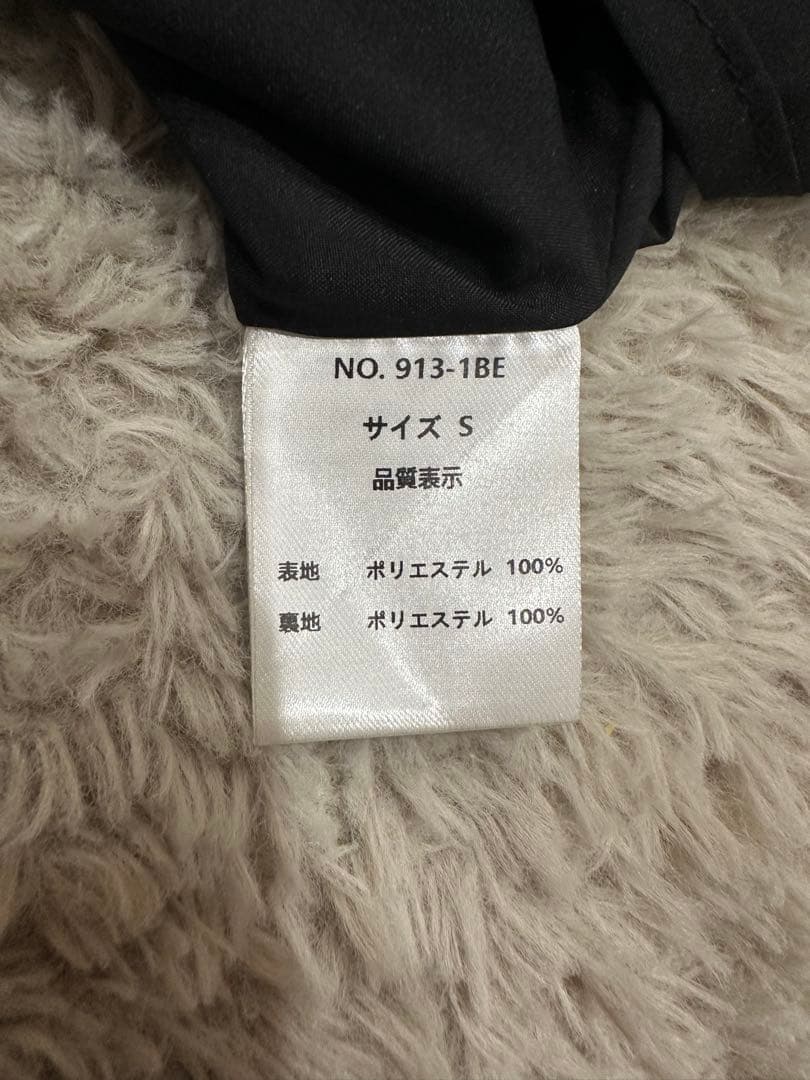 NO. 913-1BE
サイズ S
品質表示
表地 ポリエステル 100%
裏地 ポリエステル 100%